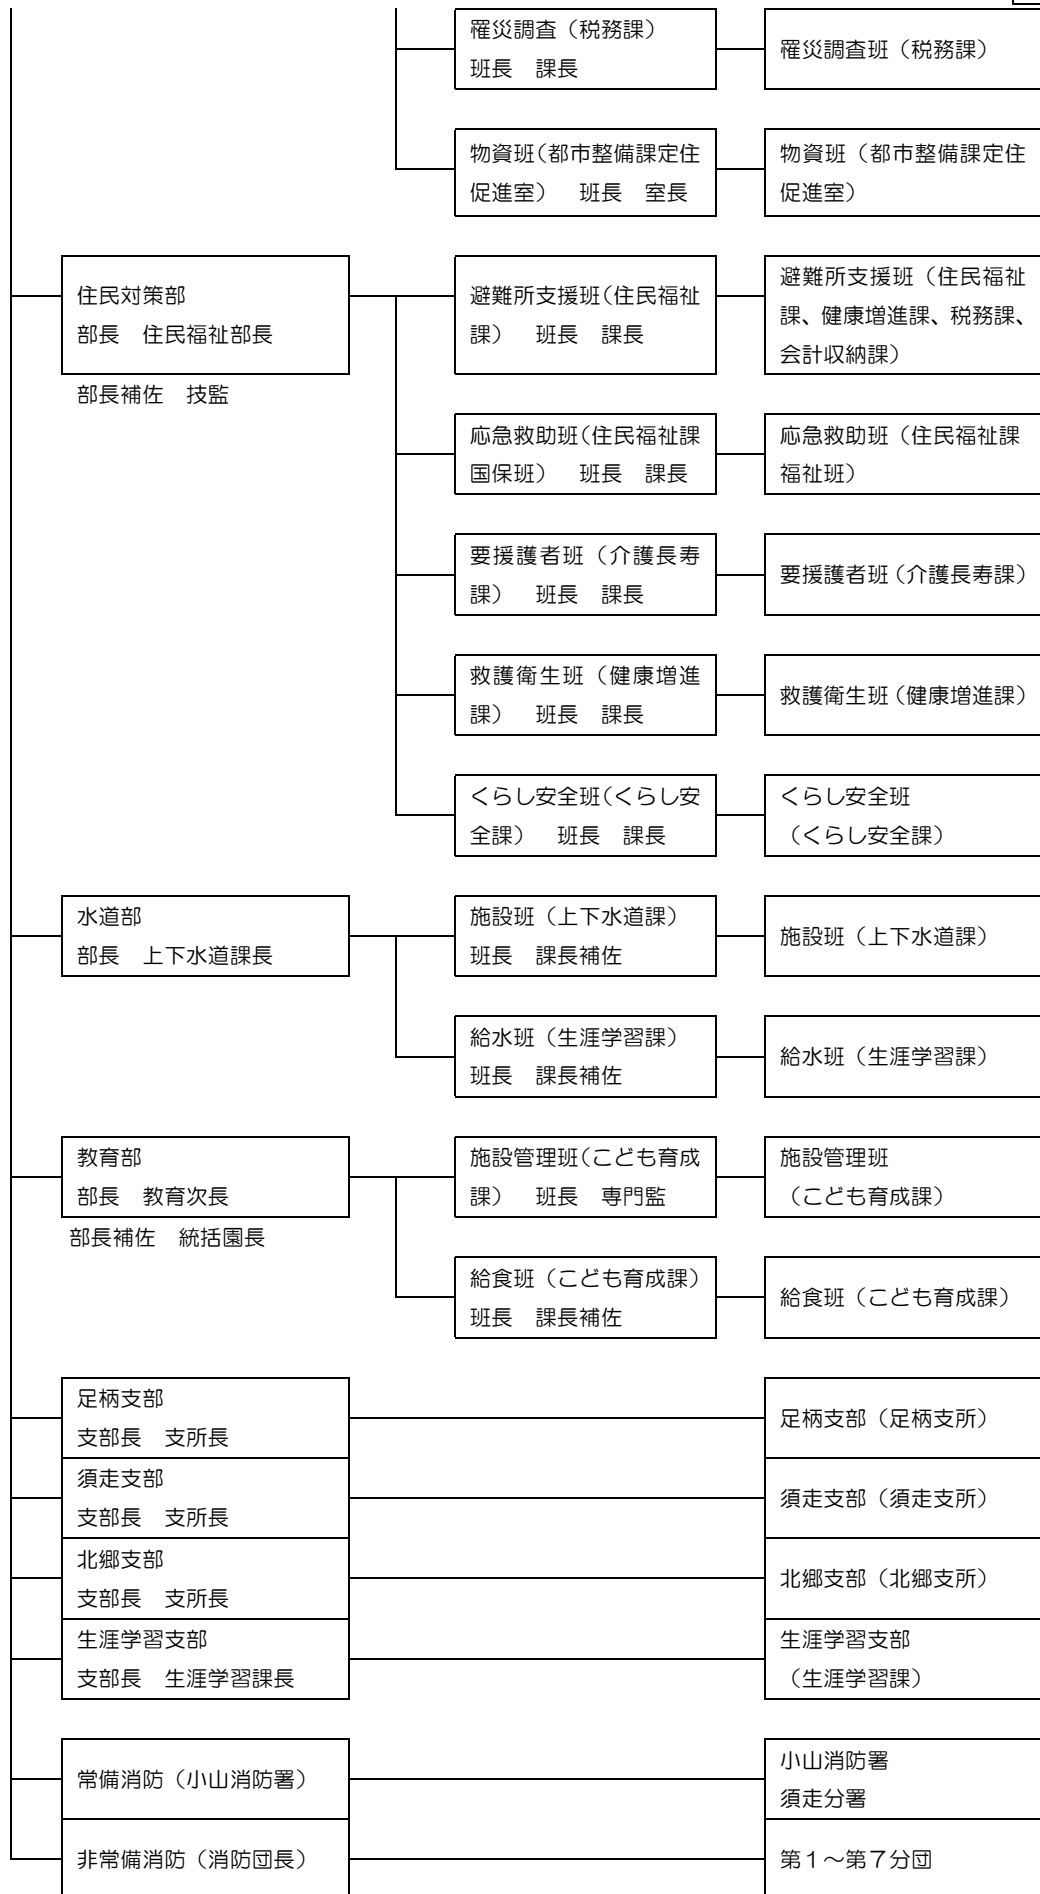 罹災調査（税務課）
班長　課長
罹災調査班（税務課）
物資班（都市整備課定住
促進室）　班長　室長
物資班（都市整備課定住
促進室）
住民対策部
部長　住民福祉部長
部長補佐　技監
避難所支援班（住民福祉
課）　班長　課長
避難所支援班（住民福祉
課、健康増進課、税務課、
会計収納課）
応急救助班（住民福祉課
国保班）　班長　課長
応急救助班（住民福祉課
福祉班）
要援護者班（介護長寿
課）　班長　課長
要援護者班（介護長寿課）
救護衛生班（健康増進
課）　班長　課長
救護衛生班（健康増進課）
くらし安全班（くらし安
全課）　班長　課長
くらし安全班
（くらし安全課）
水道部
部長　上下水道課長
施設班（上下水道課）
班長　課長補佐
施設班（上下水道課）
給水班（生涯学習課）
班長　課長補佐
給水班（生涯学習課）
教育部
部長　教育次長
部長補佐　統括園長
施設管理班（こども育成
課）　班長　専門監
施設管理班
（こども育成課）
給食班（こども育成課）
班長　課長補佐
給食班（こども育成課）
足柄支部
支部長　支所長
足柄支部（足柄支所）
須走支部
支部長　支所長
須走支部（須走支所）
北郷支部
支部長　支所長
北郷支部（北郷支所）
生涯学習支部
支部長　生涯学習課長
生涯学習支部
（生涯学習課）
常備消防（小山消防署）
小山消防署
須走分署
非常備消防（消防団長）
第１～第７分団